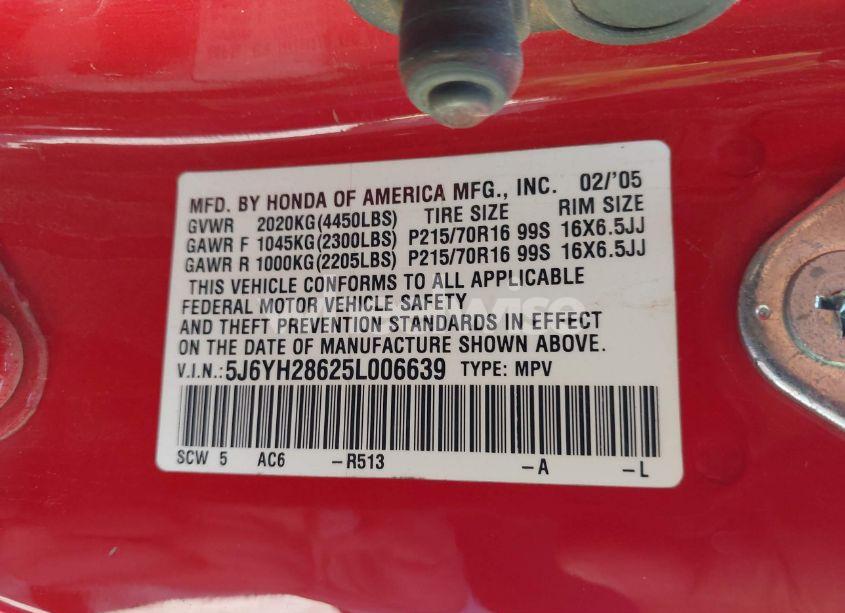 MFD. BY HONDA OF AMERICA MFG., INC. 02/'05
GVWR 2020KG(4450LBS) TIRE SIZE RIM SIZE
GAWR F 1045KG(2300LBS) P215/70R16 99S 16X6.5JJ
GAWR R 1000KG(2205LBS) P215/70R16 99S 16X6.5JJ
THIS VEHICLE CONFORMS TO ALL APPLICABLE
FEDERAL MOTOR VEHICLE SAFETY
AND THEFT PREVENTION STANDARDS IN EFFECT
ON THE DATE OF MANUFACTURE SHOWN ABOVE.
V.I.N.:5J6YH28625L006639 TYPE: MPV
SCW 5 AC6 -R513 -A -L